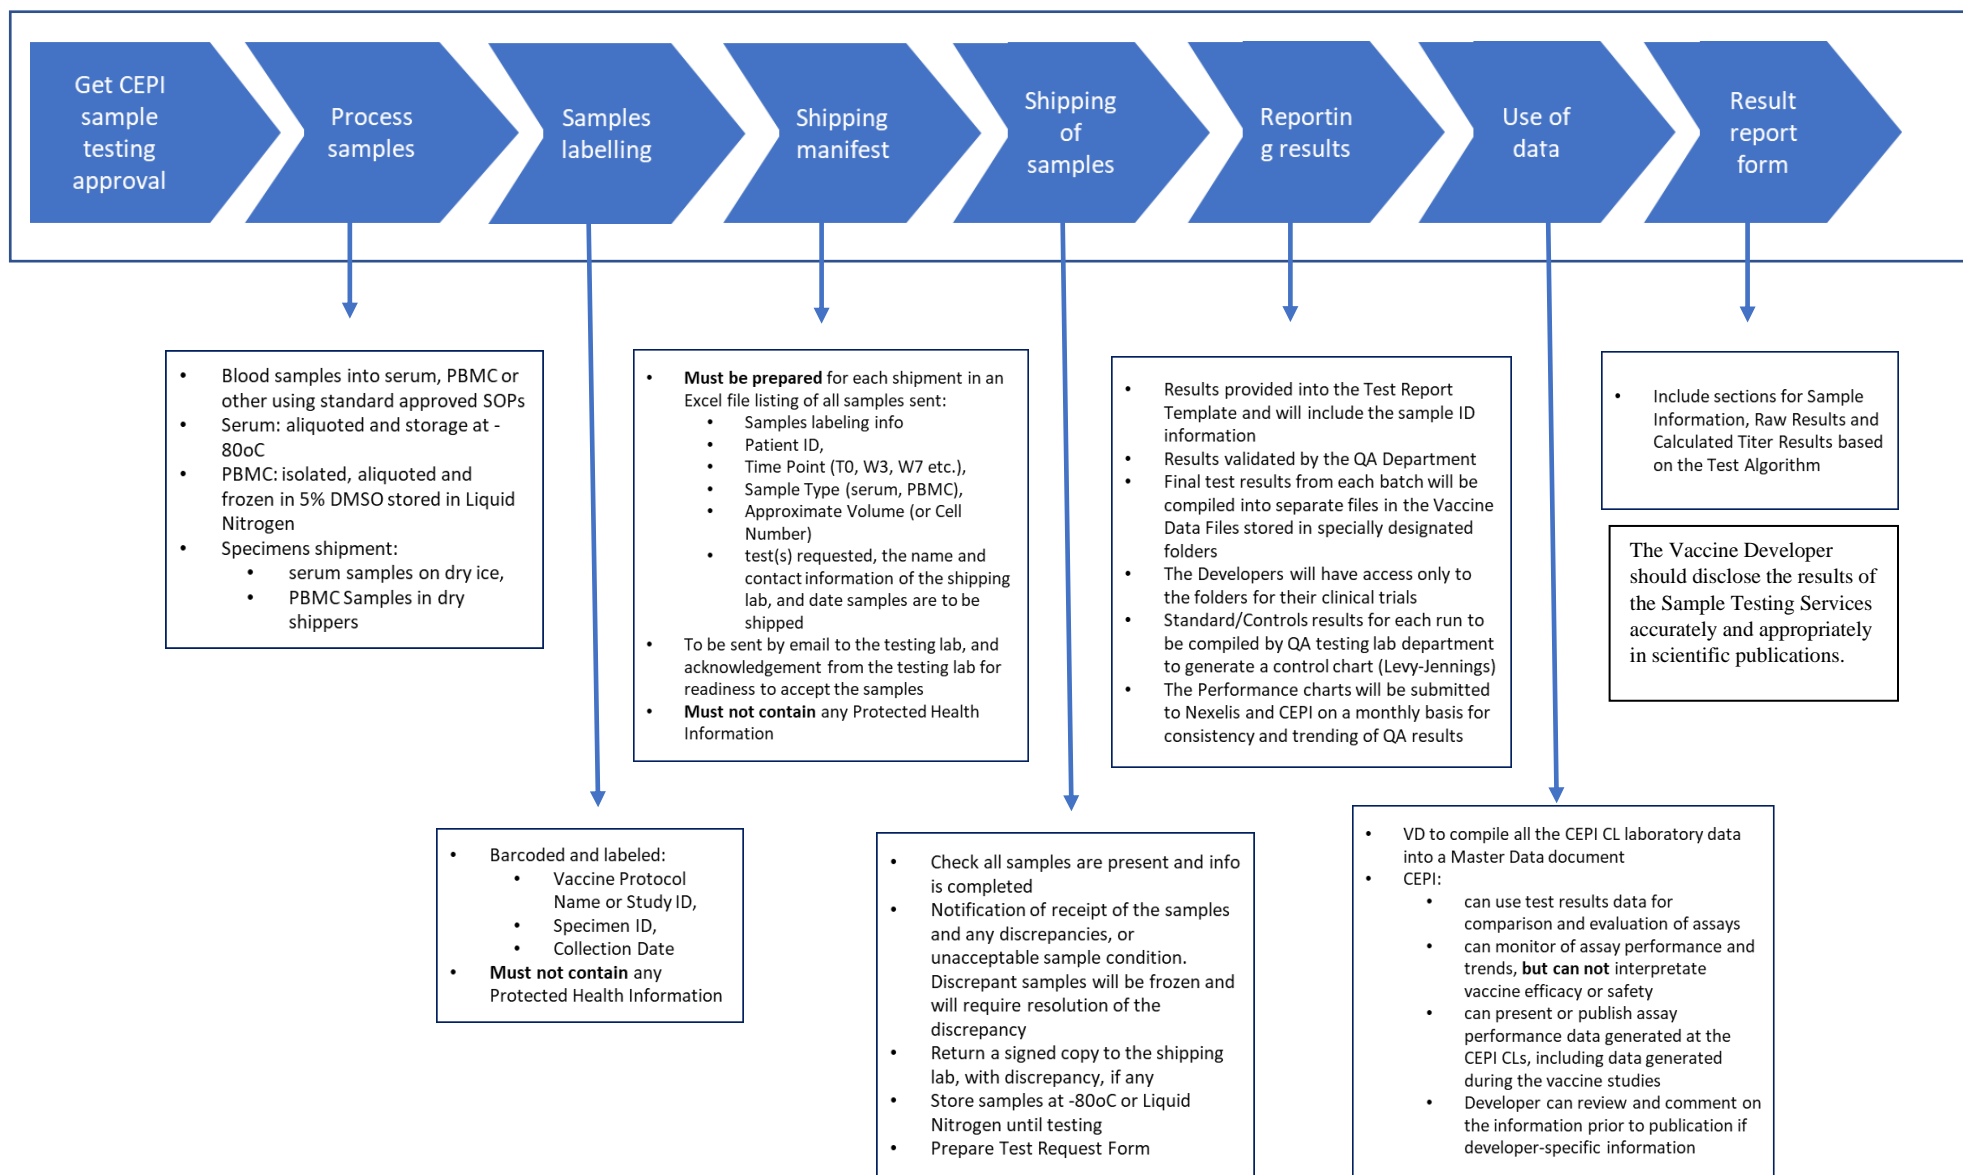 Get CEPI
sample
testing
approval
Process
samples
Samples
labelling
Shipping
manifest
Shipping
of
samples
Reportin
g results
Use of
data
Result
report
form
• Blood samples into serum, PBMC or
other using standard approved SOPs
• Serum: aliquoted and storage at -
80oC
• PBMC: isolated, aliquoted and
frozen in 5% DMSO stored in Liquid
Nitrogen
• Specimens shipment:
• serum samples on dry ice,
• PBMC Samples in dry
shippers
• Must be prepared for each shipment in an
Excel file listing of all samples sent:
• Samples labeling info
• Patient ID,
• Time Point (T0, W3, W7 etc.),
• Sample Type (serum, PBMC),
• Approximate Volume (or Cell
Number)
• test(s) requested, the name and
contact information of the shipping
lab, and date samples are to be
shipped
• To be sent by email to the testing lab, and
acknowledgement from the testing lab for
readiness to accept the samples
• Must not contain any Protected Health
Information
• Results provided into the Test Report
Template and will include the sample ID
information
• Results validated by the QA Department
• Final test results from each batch will be
compiled into separate files in the Vaccine
Data Files stored in specially designated
folders
• The Developers will have access only to
the folders for their clinical trials
• Standard/Controls results for each run to
be compiled by QA testing lab department
to generate a control chart (Levy-Jennings)
• The Performance charts will be submitted
to Nexelis and CEPI on a monthly basis for
consistency and trending of QA results
• Include sections for Sample
Information, Raw Results and
Calculated Titer Results based
on the Test Algorithm
The Vaccine Developer
should disclose the results of
the Sample Testing Services
accurately and appropriately
in scientific publications.
• Barcoded and labeled:
• Vaccine Protocol
Name or Study ID,
• Specimen ID,
• Collection Date
• Must not contain any
Protected Health Information
• Check all samples are present and info
is completed
• Notification of receipt of the samples
and any discrepancies, or
unacceptable sample condition.
Discrepant samples will be frozen and
will require resolution of the
discrepancy
• Return a signed copy to the shipping
lab, with discrepancy, if any
• Store samples at -80oC or Liquid
Nitrogen until testing
• Prepare Test Request Form
• VD to compile all the CEPI CL laboratory data
into a Master Data document
• CEPI:
• can use test results data for
comparison and evaluation of assays
• can monitor of assay performance and
trends, but can not interpretate
vaccine efficacy or safety
• can present or publish assay
performance data generated at the
CEPI CLs, including data generated
during the vaccine studies
• Developer can review and comment on
the information prior to publication if
developer-specific information